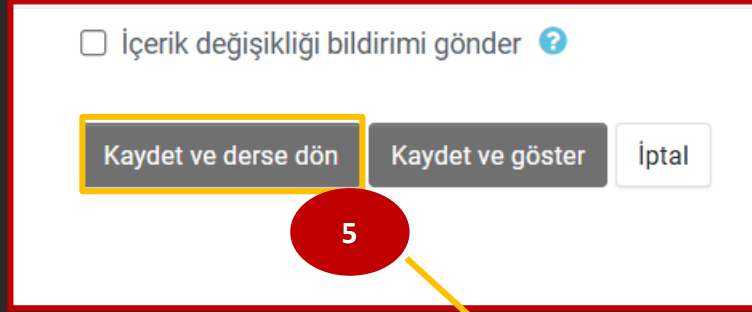 İçerik değişikliği bildirimi gönder ?
Kaydet ve derse dön Kaydet ve göster İptal
5